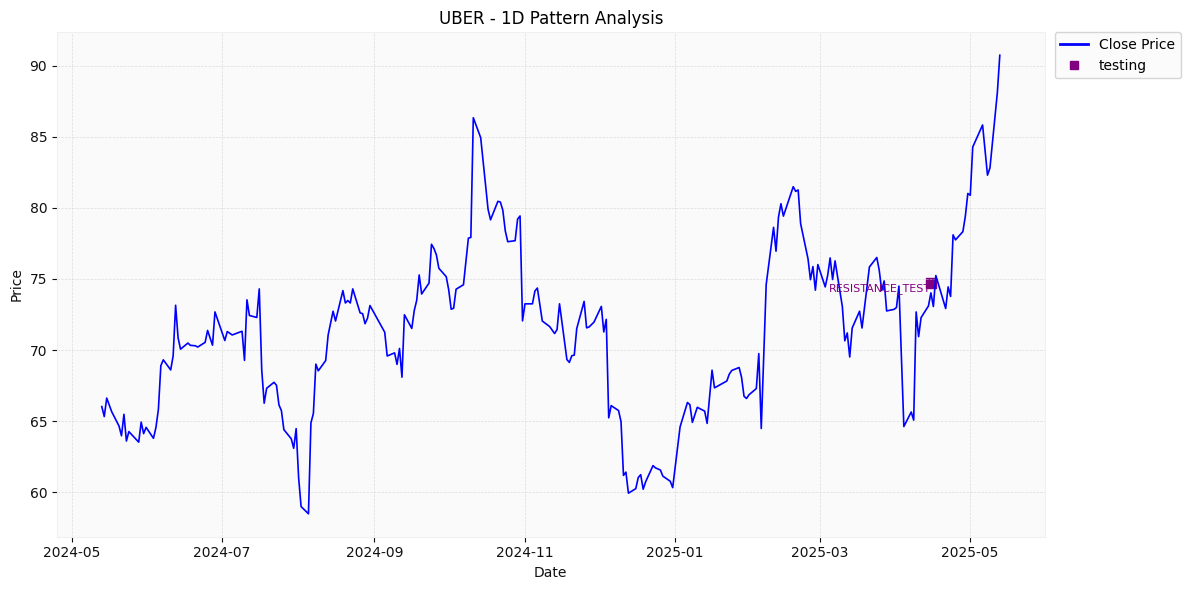 UBER - 1D Pattern Analysis
Close Price
testing
90
85
80
75
70
65
60
Price
RESISTANCE_TEST
2024-05
2024-07
2024-09
2024-11
2025-01
2025-03
2025-05
Date